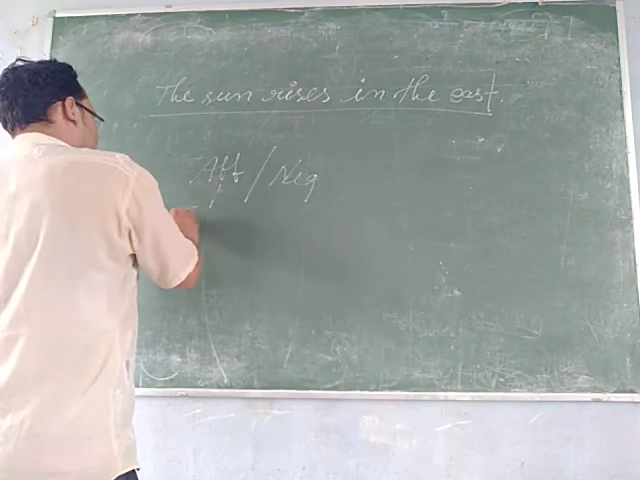 The sun rises in the east.
Aff / Neg